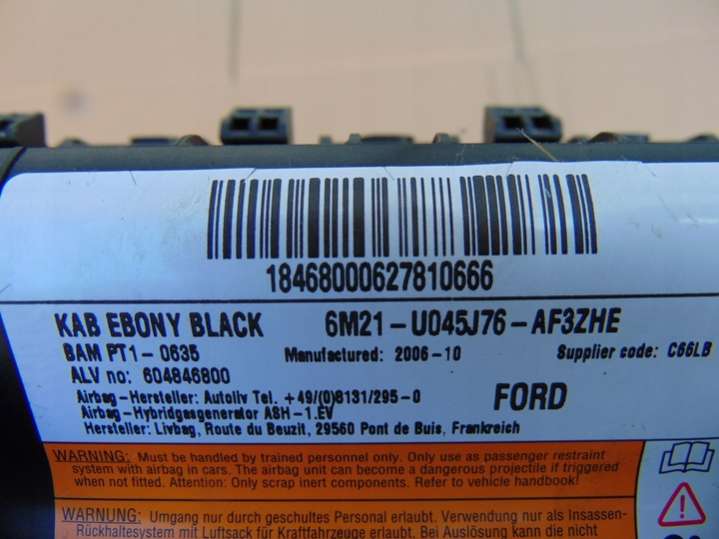 18468000627810666
KAB EBONY BLACK 6M21-U045J76-AF3ZHE
BAM PT1- 0635 Manufactured: 2006-10 Supplier code: C66LB
ALV no: 604846800
Airbag-Hersteller: Autoliv Tel. +49/(0)8131/295-0 FORD
Airbag-Hybridgasgenerator ASH-1.EV
Hersteller: Livbag, Route du Beuzit, 29560 Pont de Buis, Frankreich
WARNING: Must be handled by trained personnel only. Only use as passenger restraint
system with airbag in cars. The airbag unit can become a dangerous projectile if triggered
when not fitted. Attention: Only scrap inert components. Refer to vehicle handbook!
WARNUNG: Umgang nur durch geschultes Personal erlaubt. Verwendung nur als Insassen-
Rückhaltesystem mit Luftsack für Kraftfahrzeuge erlaubt. Bei Auslösung kann die nicht